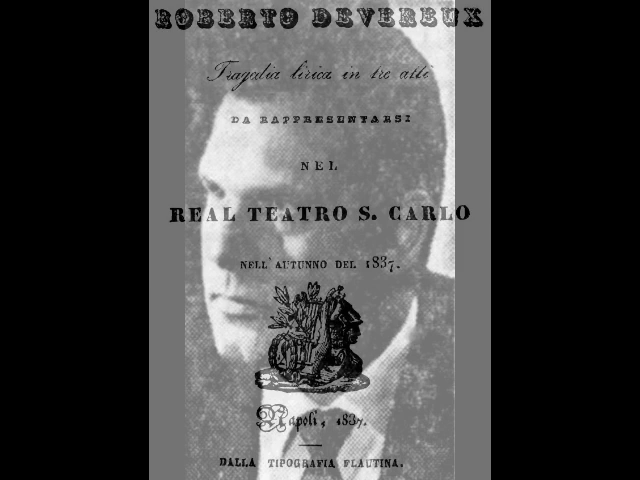 ROBERTO DEVEREUX
Tragedia lirica in tre atti
DA RAPPRESENTARSI
NEL
REAL TEATRO S. CARLO
NELL' AUTUNNO DEL 1837.
Napoli, 1837.
DALLA TIPOGRAFIA FLAUTINA.